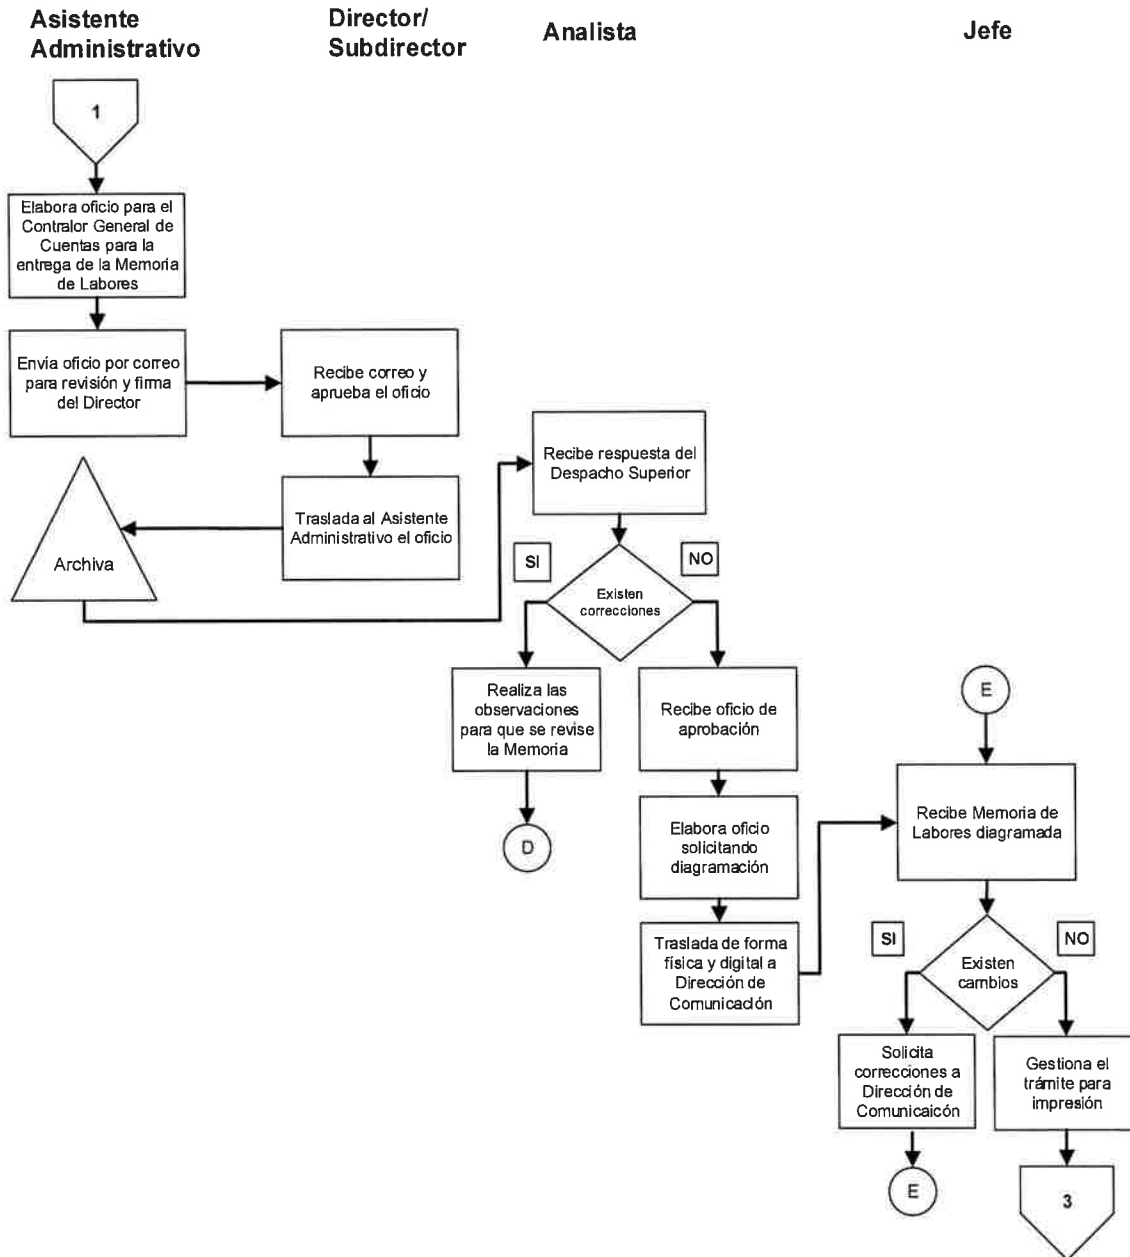 Asistente
Administrativo
Director/
Subdirector
Analista
Jefe
1
Elabora oficio para el
Contralor General de
Cuentas para la
entrega de la Memoria
de Labores
Envía oficio por correo
para revisión y firma
del Director
Recibe correo y
aprueba el oficio
Traslada al Asistente
Administrativo el oficio
Archiva
Recibe respuesta del
Despacho Superior
SI
NO
Existen
correcciones
Realiza las
observaciones
para que se revise
la Memoria
D
Recibe oficio de
aprobación
Elabora oficio
solicitando
diagramación
Traslada de forma
física y digital a
Dirección de
Comunicación
E
Recibe Memoria de
Labores diagramada
SI
NO
Existen
cambios
Solicita
correcciones a
Dirección de
Comunicaicón
E
Gestiona el
trámite para
impresión
3